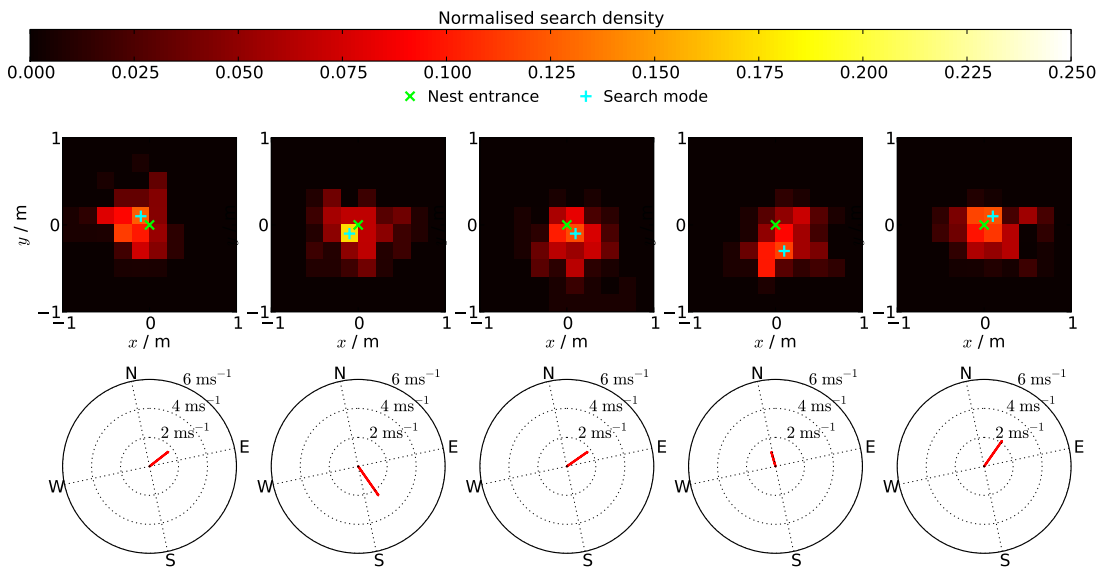 Normalised search density
0.000 0.025 0.050 0.075 0.100 0.125 0.150 0.175 0.200 0.225 0.250
Nest entrance Search mode
1 1 1 1 1
y / m 0 0 0 0 0
−1 −1 −1 −1 −1
−1 0 1 −1 0 1 −1 0 1 −1 0 1 −1 0 1
x / m x / m x / m x / m x / m
N 6 ms⁻¹ N 6 ms⁻¹ N 6 ms⁻¹ N 6 ms⁻¹ N 6 ms⁻¹
4 ms⁻¹ 4 ms⁻¹ 4 ms⁻¹ 4 ms⁻¹ 4 ms⁻¹
2 ms⁻¹ E 2 ms⁻¹ E 2 ms⁻¹ E 2 ms⁻¹ E 2 ms⁻¹ E
W W W W W
S S S S S